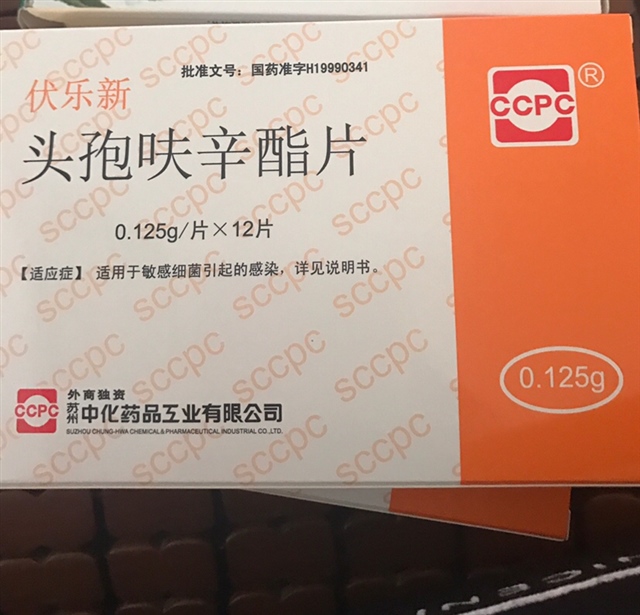 批准文号：国药准字H19990341
伏乐新
CCPC®
头孢呋辛酯片
0.125g/片×12片
【适应症】 适用于敏感细菌引起的感染，详见说明书。
0.125g
外商独资
CCPC 苏州中化药品工业有限公司
SUZHOU CHUNG-HWA CHEMICAL & PHARMACEUTICAL INDUSTRIAL CO.,LTD.
sccpc